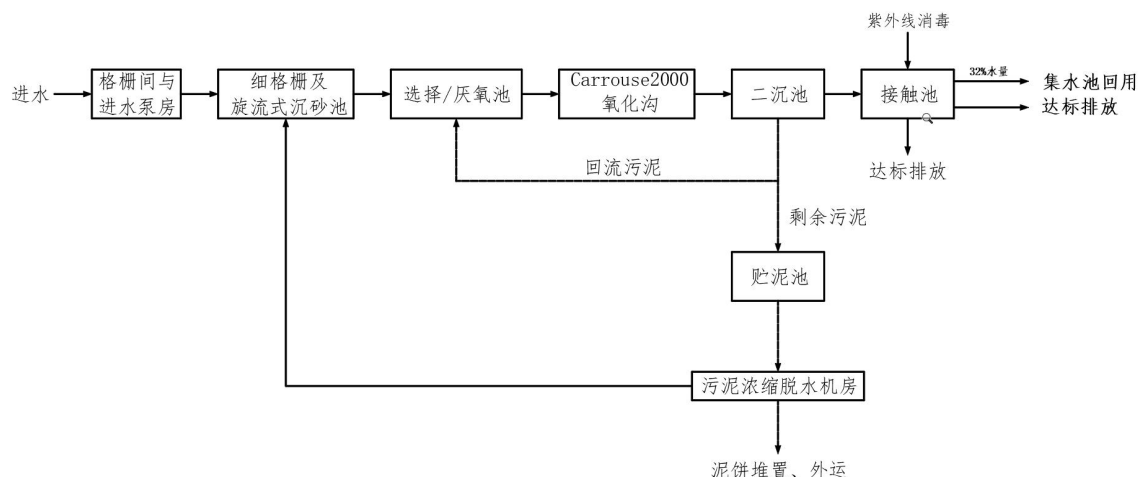 紫外线消毒
进水
格栅间与
进水泵房
细格栅及
旋流式沉砂池
选择/厌氧池
Carrouse2000
氧化沟
二沉池
接触池
32%水量
集水池回用
达标排放
达标排放
回流污泥
剩余污泥
贮泥池
污泥浓缩脱水机房
泥饼堆置、外运